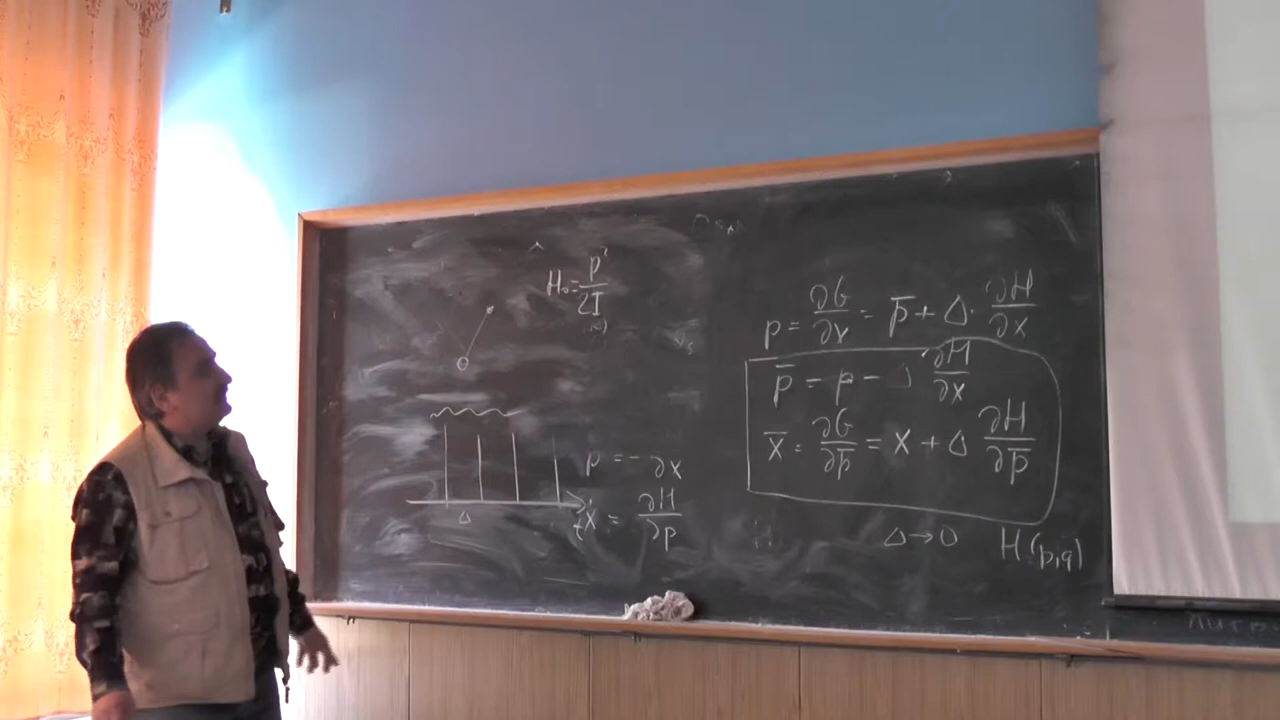 H₀ = p²/2I
p = ∂G/∂x = p̄ + Δ · ∂H/∂x
p̄ = p - Δ ∂H/∂x
x̄ = ∂G/∂p̄ = x + Δ ∂H/∂p̄
p = - ∂x
ẋ = ∂H/∂p
Δ
t
H
Δ → 0
H(p,q)